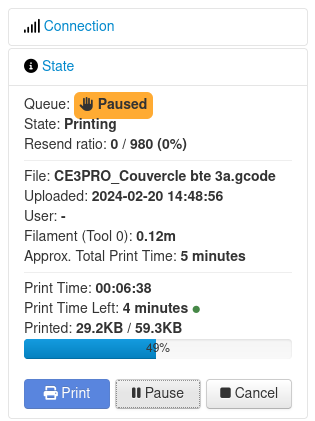 Connection
State
Queue: Paused
State: Printing
Resend ratio: 0 / 980 (0%)
File: CE3PRO_Couvercle bte 3a.gcode
Uploaded: 2024-02-20 14:48:56
User: -
Filament (Tool 0): 0.12m
Approx. Total Print Time: 5 minutes
Print Time: 00:06:38
Print Time Left: 4 minutes
Printed: 29.2KB / 59.3KB
49%
Print Pause Cancel